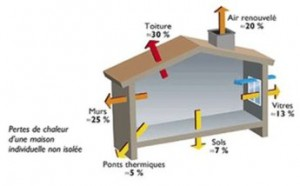 Toiture
≈30 %
Air renouvelé
≈20 %
Murs
≈25 %
Vitres
≈13 %
Pertes de chaleur
d'une maison
individuelle non isolée
Sols
≈7 %
Ponts thermiques
≈5 %